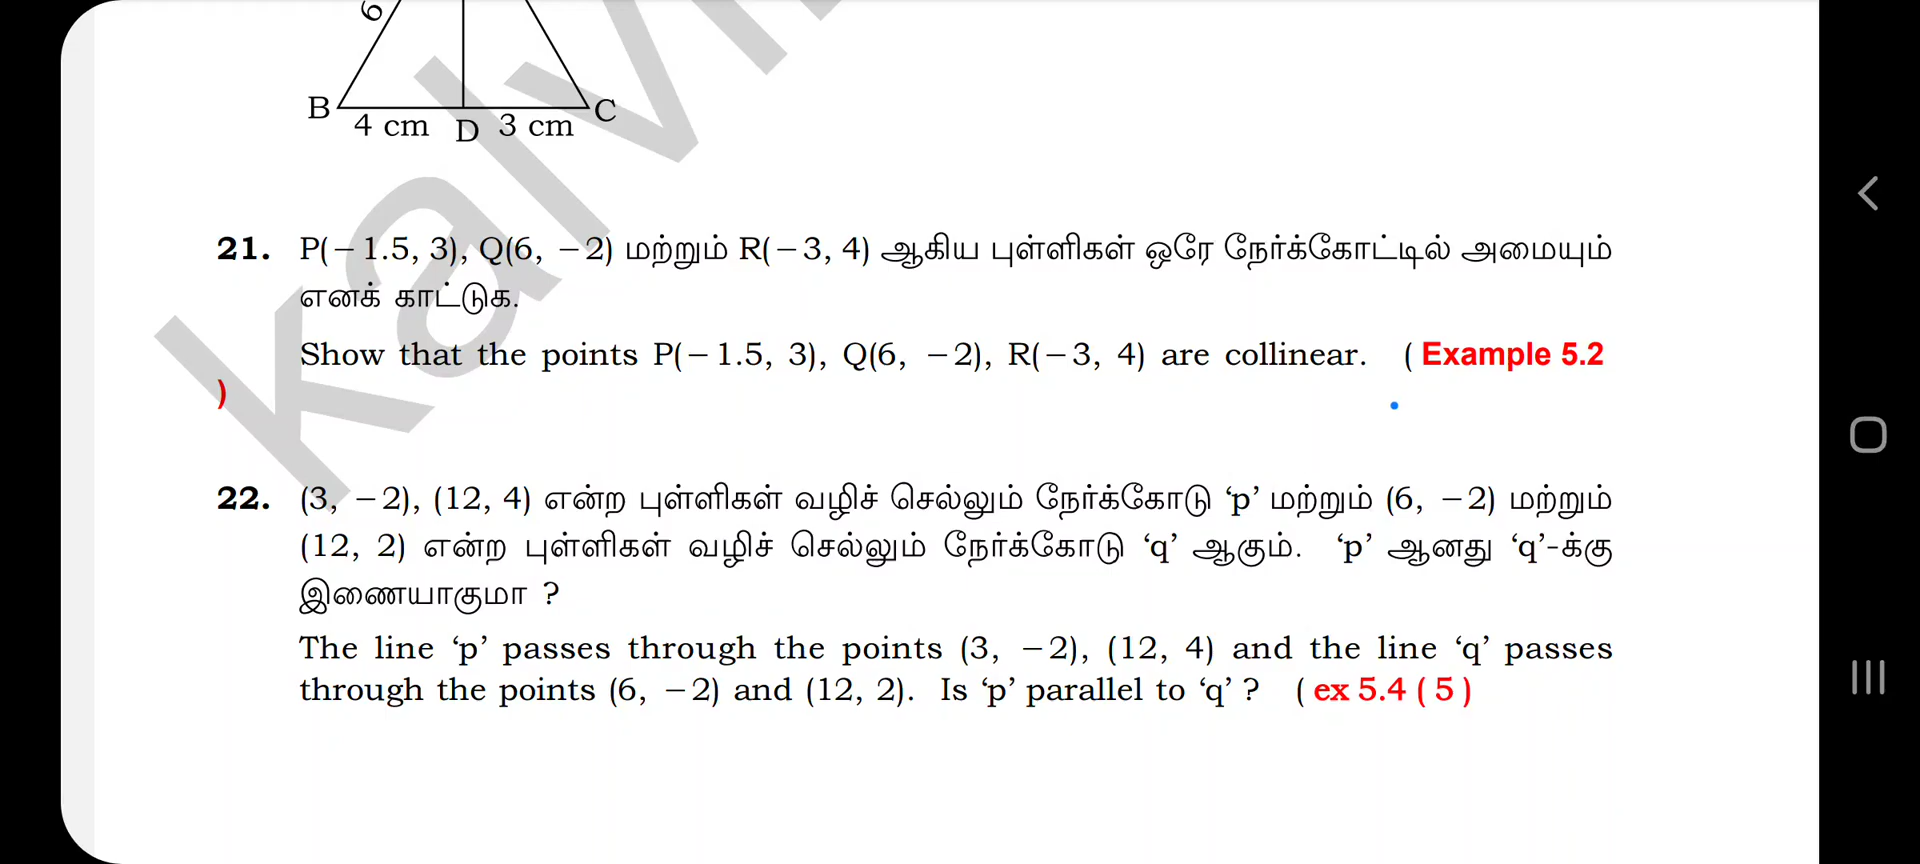 6
B
4 cm D 3 cm C
21. P(−1.5, 3), Q(6, −2) மற்றும் R(−3, 4) ஆகிய புள்ளிகள் ஒரே நேர்க்கோட்டில் அமையும்
எனக் காட்டுக.
Show that the points P(−1.5, 3), Q(6, −2), R(−3, 4) are collinear. ( Example 5.2
)
22. (3, −2), (12, 4) என்ற புள்ளிகள் வழிச் செல்லும் நேர்க்கோடு ‘p’ மற்றும் (6, −2) மற்றும்
(12, 2) என்ற புள்ளிகள் வழிச் செல்லும் நேர்க்கோடு ‘q’ ஆகும். ‘p’ ஆனது ‘q’-க்கு
இணையாகுமா ?
The line ‘p’ passes through the points (3, −2), (12, 4) and the line ‘q’ passes
through the points (6, −2) and (12, 2). Is ‘p’ parallel to ‘q’ ? ( ex 5.4 ( 5 )